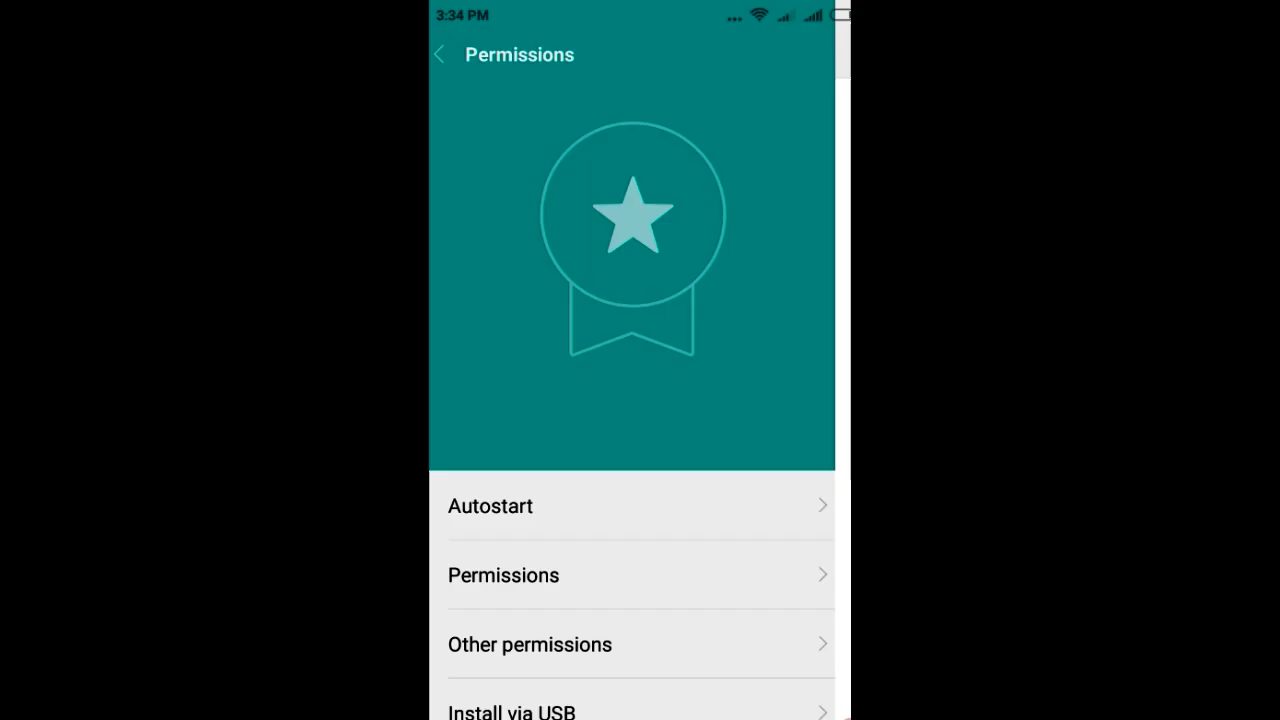 3:34 PM
Permissions
Autostart
Permissions
Other permissions
Install via USB